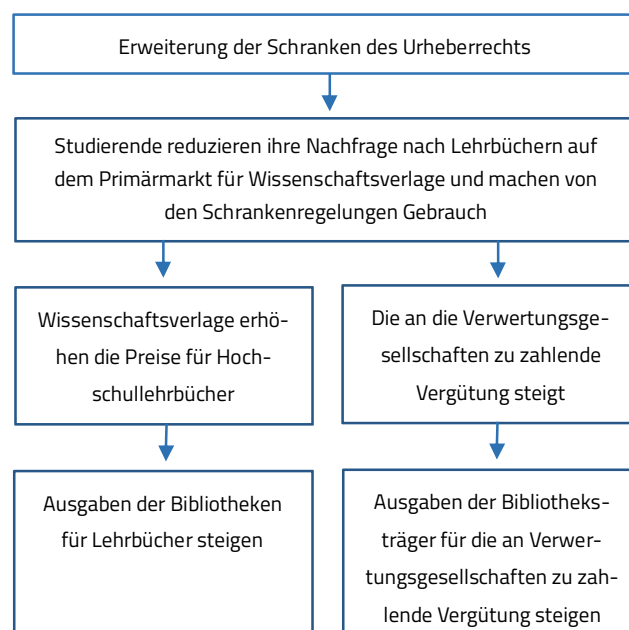 Erweiterung der Schranken des Urheberrechts
Studierende reduzieren ihre Nachfrage nach Lehrbüchern auf
dem Primärmarkt für Wissenschaftsverlage und machen von
den Schrankenregelungen Gebrauch
Wissenschaftsverlage erhö-
hen die Preise für Hoch-
schullehrbücher
Die an die Verwertungsge-
sellschaften zu zahlende
Vergütung steigt
Ausgaben der Bibliotheken
für Lehrbücher steigen
Ausgaben der Bibliotheks-
träger für die an Verwer-
tungsgesellschaften zu zah-
lende Vergütung steigen